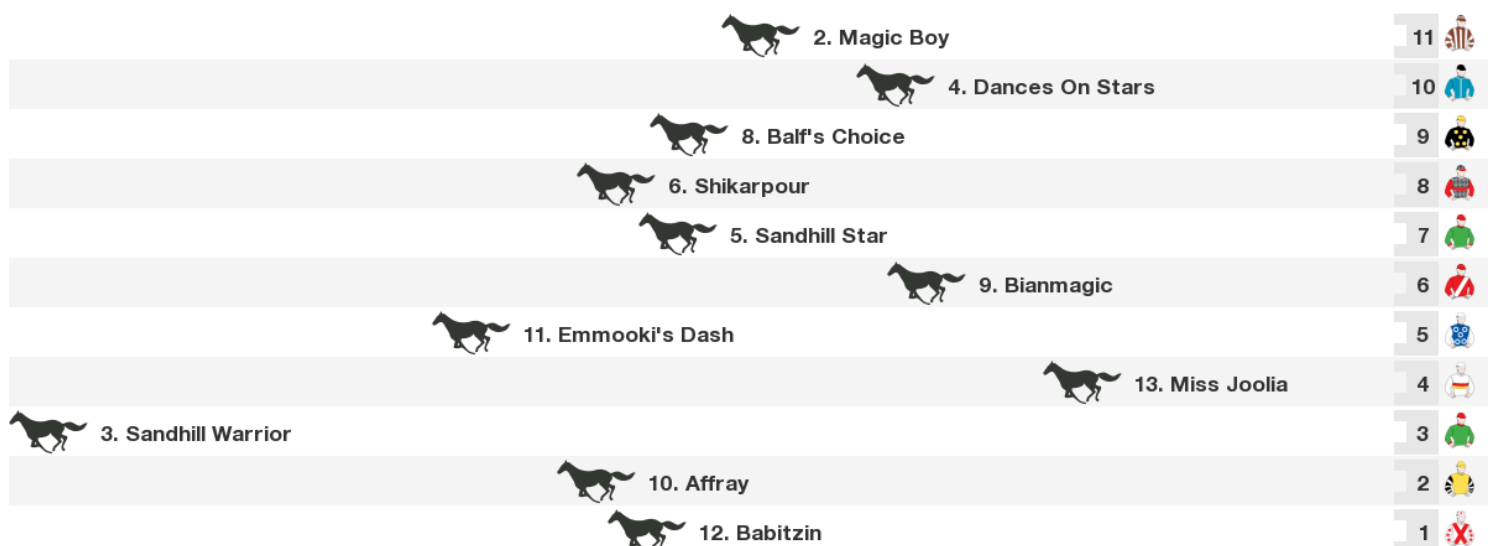 2. Magic Boy 11
4. Dances On Stars 10
8. Balf's Choice 9
6. Shikarpour 8
5. Sandhill Star 7
9. Bianmagic 6
11. Emmooki's Dash 5
13. Miss Joolia 4
3. Sandhill Warrior 3
10. Affray 2
12. Babitzin 1